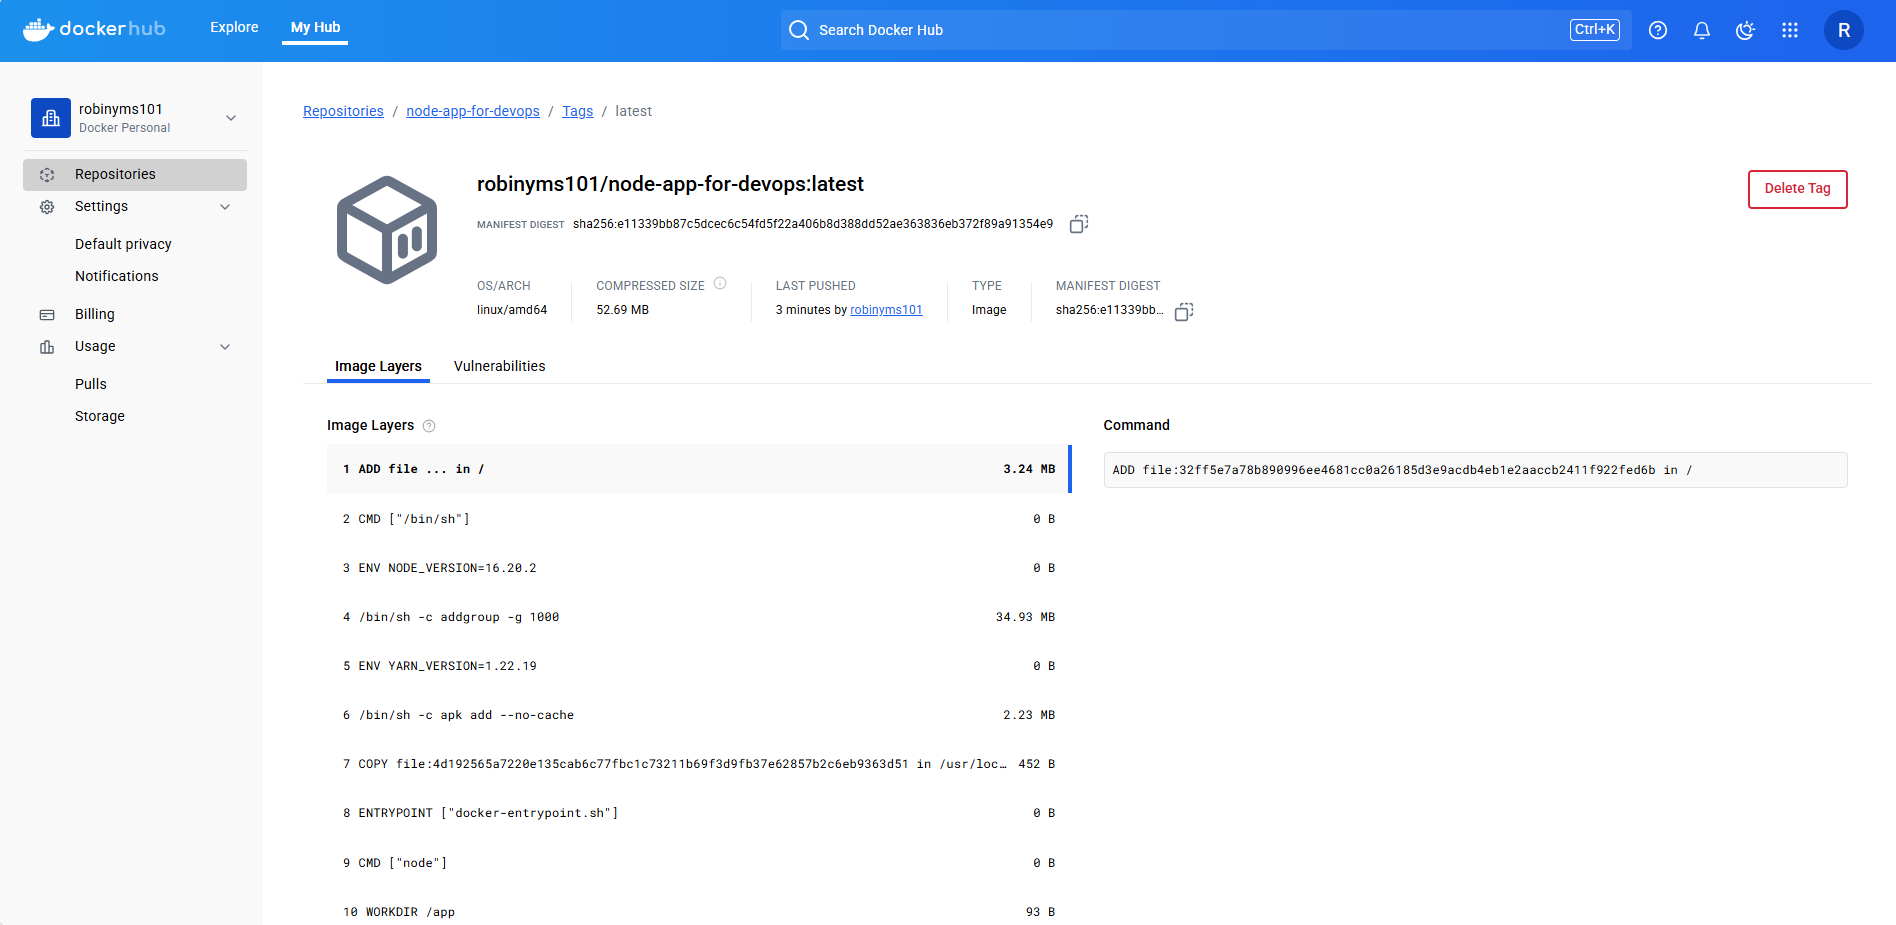 dockerhub
Explore
My Hub
Search Docker Hub
Ctrl+K
R
robinyms101
Docker Personal
Repositories
Settings
Default privacy
Notifications
Billing
Usage
Pulls
Storage
Repositories / node-app-for-devops / Tags / latest
robinyms101/node-app-for-devops:latest
Delete Tag
MANIFEST DIGEST sha256:e11339bb87c5dcec6c54fd5f22a406b8d388dd52ae363836eb372f89a91354e9
OS/ARCH
linux/amd64
COMPRESSED SIZE
52.69 MB
LAST PUSHED
3 minutes by robinyms101
TYPE
Image
MANIFEST DIGEST
sha256:e11339bb...
Image Layers
Vulnerabilities
Image Layers
1 ADD file ... in / 3.24 MB
2 CMD ["/bin/sh"] 0 B
3 ENV NODE_VERSION=16.20.2 0 B
4 /bin/sh -c addgroup -g 1000 34.93 MB
5 ENV YARN_VERSION=1.22.19 0 B
6 /bin/sh -c apk add --no-cache 2.23 MB
7 COPY file:4d192565a7220e135cab6c77fbc1c73211b69f3d9fb37e62857b2c6eb9363d51 in /usr/loc... 452 B
8 ENTRYPOINT ["docker-entrypoint.sh"] 0 B
9 CMD ["node"] 0 B
10 WORKDIR /app 93 B
Command
ADD file:32ff5e7a78b890996ee4681cc0a26185d3e9acdb4eb1e2aaccb2411f922fed6b in /